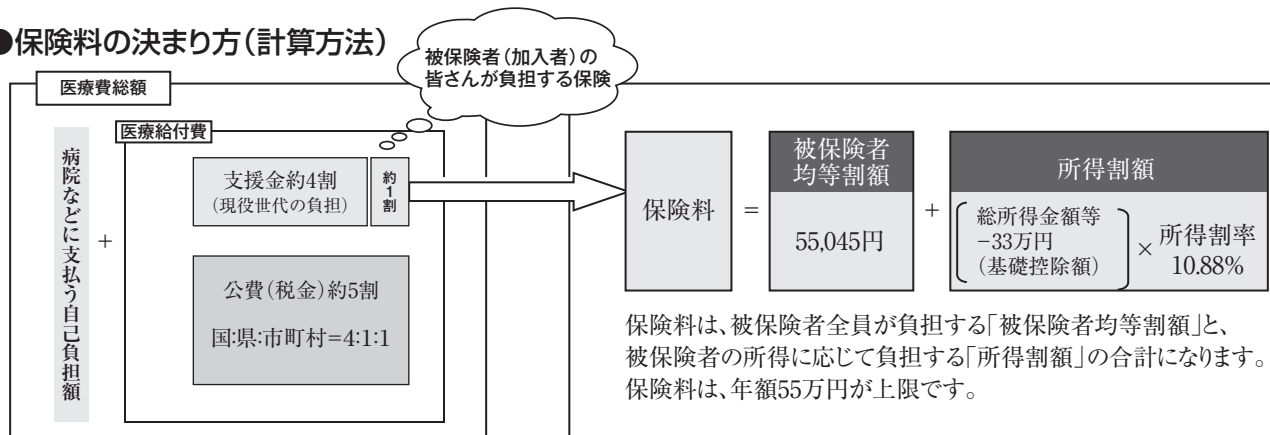 ●保険料の決まり方(計算方法)
被保険者(加入者)の
皆さんが負担する保険
医療費総額
病院などに支払う自己負担額
+
医療給付費
支援金約4割
(現役世代の負担)
約1割
公費(税金)約5割
国:県:市町村=4:1:1
保険料
=
被保険者
均等割額
55,045円
+
所得割額
総所得金額等
−33万円
(基礎控除額)
×
所得割率
10.88%
保険料は、被保険者全員が負担する「被保険者均等割額」と、
被保険者の所得に応じて負担する「所得割額」の合計になります。
保険料は、年額55万円が上限です。